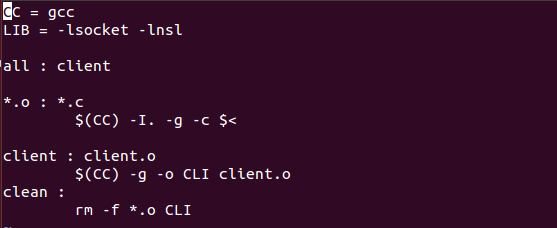 CC = gcc
LIB = -lsocket -lnsl
all : client
*.o : *.c
$(CC) -I. -g -c $<
client : client.o
$(CC) -g -o CLI client.o
clean :
rm -f *.o CLI